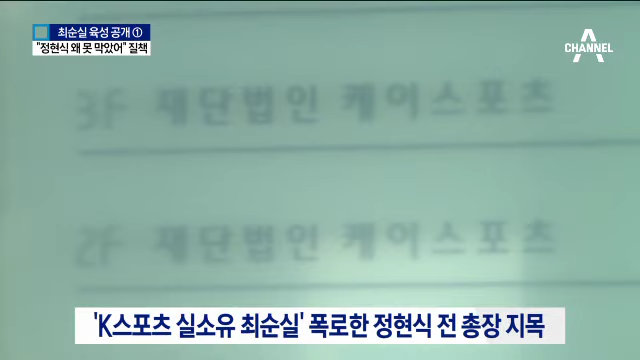 최순실 육성 공개 ①
"정현식 왜 못 막았어" 질책
CHANNEL A
3F 재단법인 케이스포츠
2F 재단법인 케이스포츠
'K스포츠 실소유 최순실' 폭로한 정현식 전 총장 지목